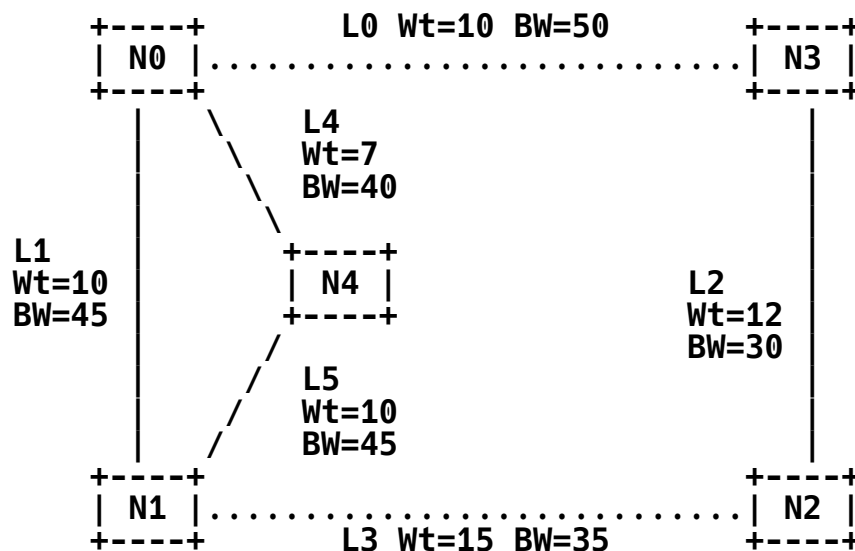 L0 Wt=10 BW=50
N0
N3
L4
Wt=7
BW=40
L1
Wt=10
BW=45
N4
L2
Wt=12
BW=30
L5
Wt=10
BW=45
N1
N2
L3 Wt=15 BW=35